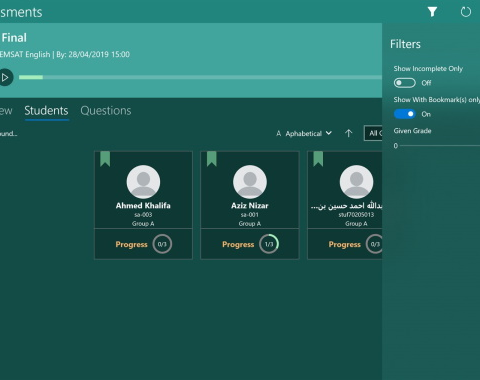 sments
Final
EMSAT English | By: 28/04/2019 15:00
Filters
Show Incomplete Only
Off
Show With Bookmark(s) only
On
Given Grade
0
ew
Students
Questions
ound...
A Aphabetical
All
Ahmed Khalifa
sa-003
Group A
Progress
0/3
Aziz Nizar
sa-001
Group A
Progress
1/3
عبدالله احمد حسين بن...
stuf70205013
Group A
Progress
0/3